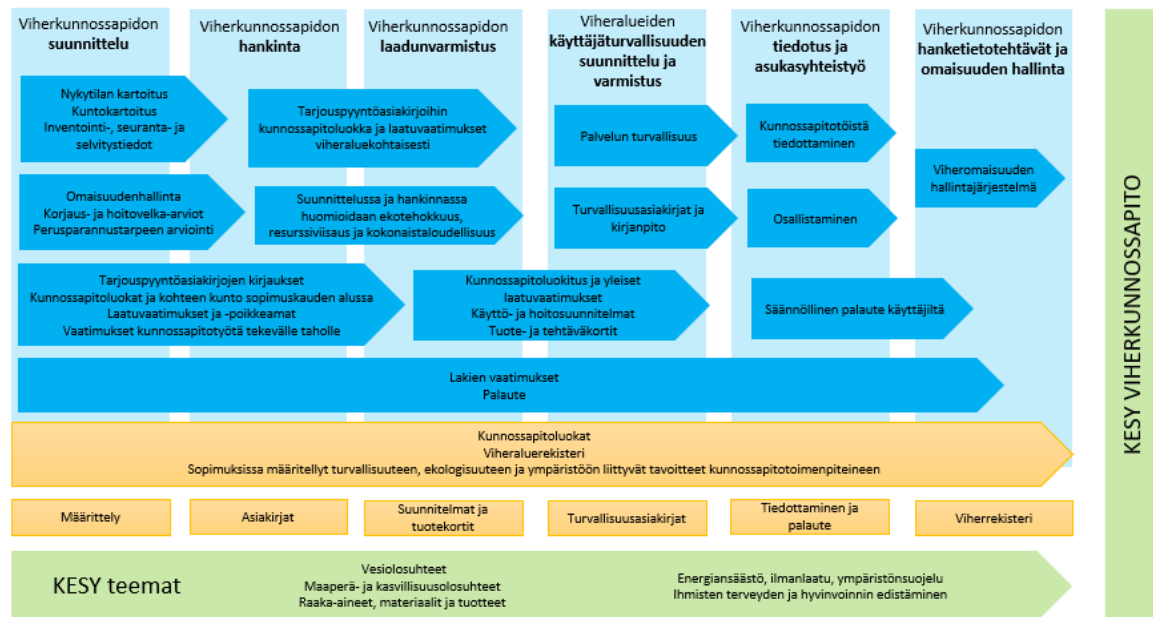 Viherkunnossapidon
suunnittelu
Viherkunnossapidon
hankinta
Viherkunnossapidon
laadunvarmistus
Viheralueiden
käyttäjäturvallisuuden
suunnittelu ja
varmistus
Viherkunnossapidon
tiedotus ja
asukasyhteistyö
Viherkunnossapidon
hanketietotehtävät ja
omaisuuden hallinta
Nykytilan kartoitus
Kuntokartoitus
Inventointi-, seuranta- ja
selvitystiedot
Tarjouspyyntöasiakirjoihin
kunnossapitoluokka ja laatuvaatimukset
viheraluekohtaisesti
Palvelun turvallisuus
Kunnossapitotöistä
tiedottaminen
Viheromaisuuden
hallintajärjestelmä
Omaisuudenhallinta
Korjaus- ja hoitovelka-arviot
Perusparannustarpeen arviointi
Suunnittelussa ja hankinnassa
huomioidaan ekotehokkuus,
resurssiviisaus ja kokonaistaloudellisuus
Turvallisuusasiakirjat ja
kirjanpito
Osallistaminen
Tarjouspyyntöasiakirjojen kirjaukset
Kunnossapitoluokat ja kohteen kunto sopimuskauden alussa
Laatuvaatimukset ja -poikkeamat
Vaatimukset kunnossapitotyötä tekevälle taholle
Kunnossapitoluokitus ja yleiset
laatuvaatimukset
Käyttö- ja hoitosuunnitelmat
Tuote- ja tehtäväkortit
Säännöllinen palaute käyttäjiltä
Lakien vaatimukset
Palaute
Kunnossapitoluokat
Viheraluerekisteri
Sopimuksissa määritellyt turvallisuuteen, ekologisuuteen ja ympäristöön liittyvät tavoitteet kunnossapitotoimenpiteineen
Määrittely
Asiakirjat
Suunnitelmat ja
tuotekortit
Turvallisuusasiakirjat
Tiedottaminen ja
palaute
Viherrekisteri
KESY teemat
Vesiolosuhteet
Maaperä- ja kasvillisuusolosuhteet
Raaka-aineet, materiaalit ja tuotteet
Energiansäästö, ilmanlaatu, ympäristönsuojelu
Ihmisten terveyden ja hyvinvoinnin edistäminen
KESY VIHERKUNNOSSAPITO